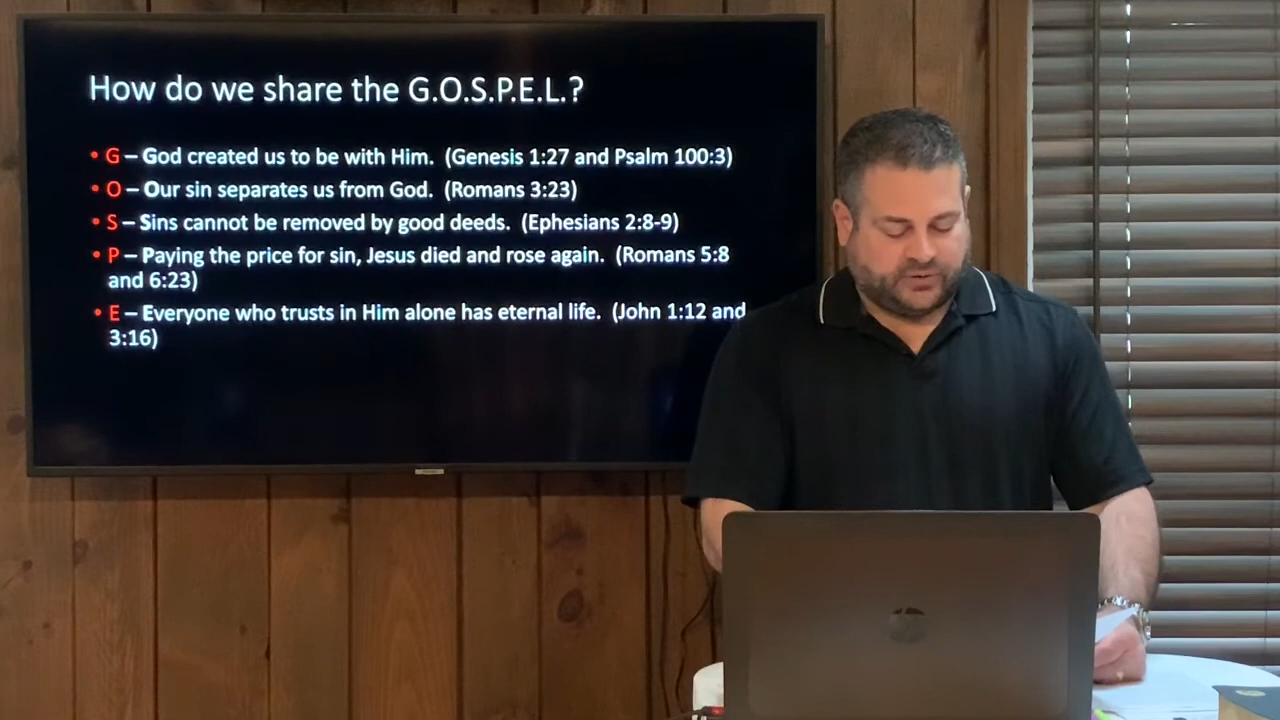 How do we share the G.O.S.P.E.L.?
• G – God created us to be with Him. (Genesis 1:27 and Psalm 100:3)
• O – Our sin separates us from God. (Romans 3:23)
• S – Sins cannot be removed by good deeds. (Ephesians 2:8-9)
• P – Paying the price for sin, Jesus died and rose again. (Romans 5:8
and 6:23)
• E – Everyone who trusts in Him alone has eternal life. (John 1:12 and
3:16)